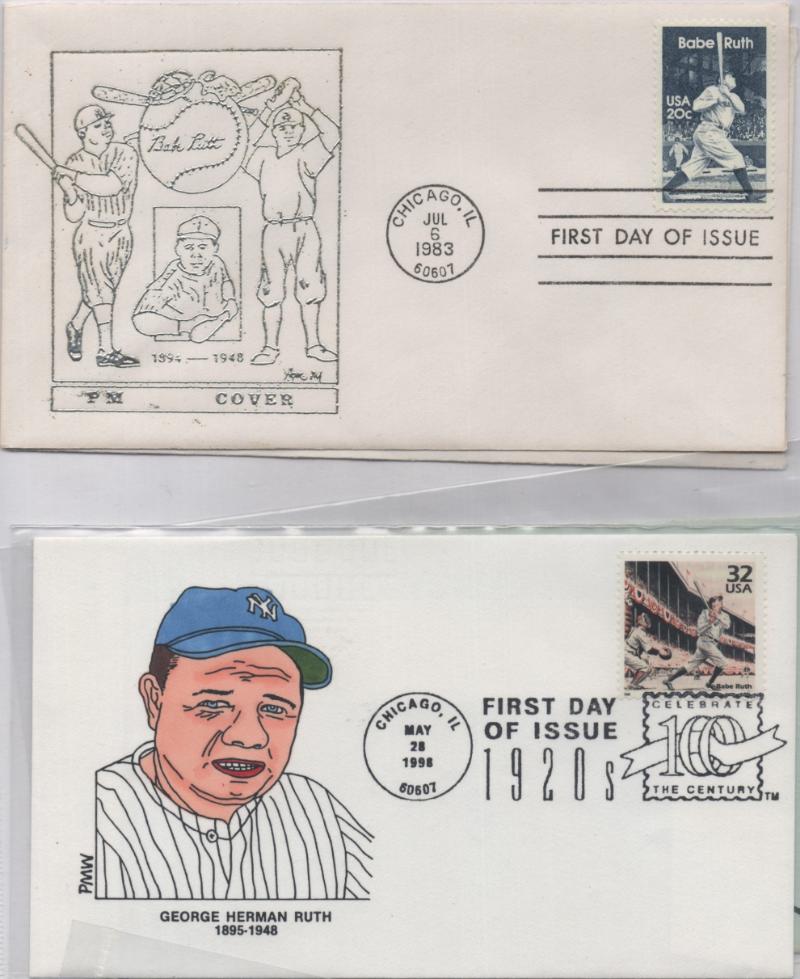 Babe Ruth
USA
20c
Babe Ruth
CHICAGO, IL
JUL
6
1983
60607
FIRST DAY OF ISSUE
1894 — 1948
PM COVER
32
USA
Babe Ruth
NY
CHICAGO, IL
MAY
28
1998
60607
FIRST DAY
OF ISSUE
1920s
CELEBRATE
100
THE CENTURY
TM
PMW
GEORGE HERMAN RUTH
1895-1948